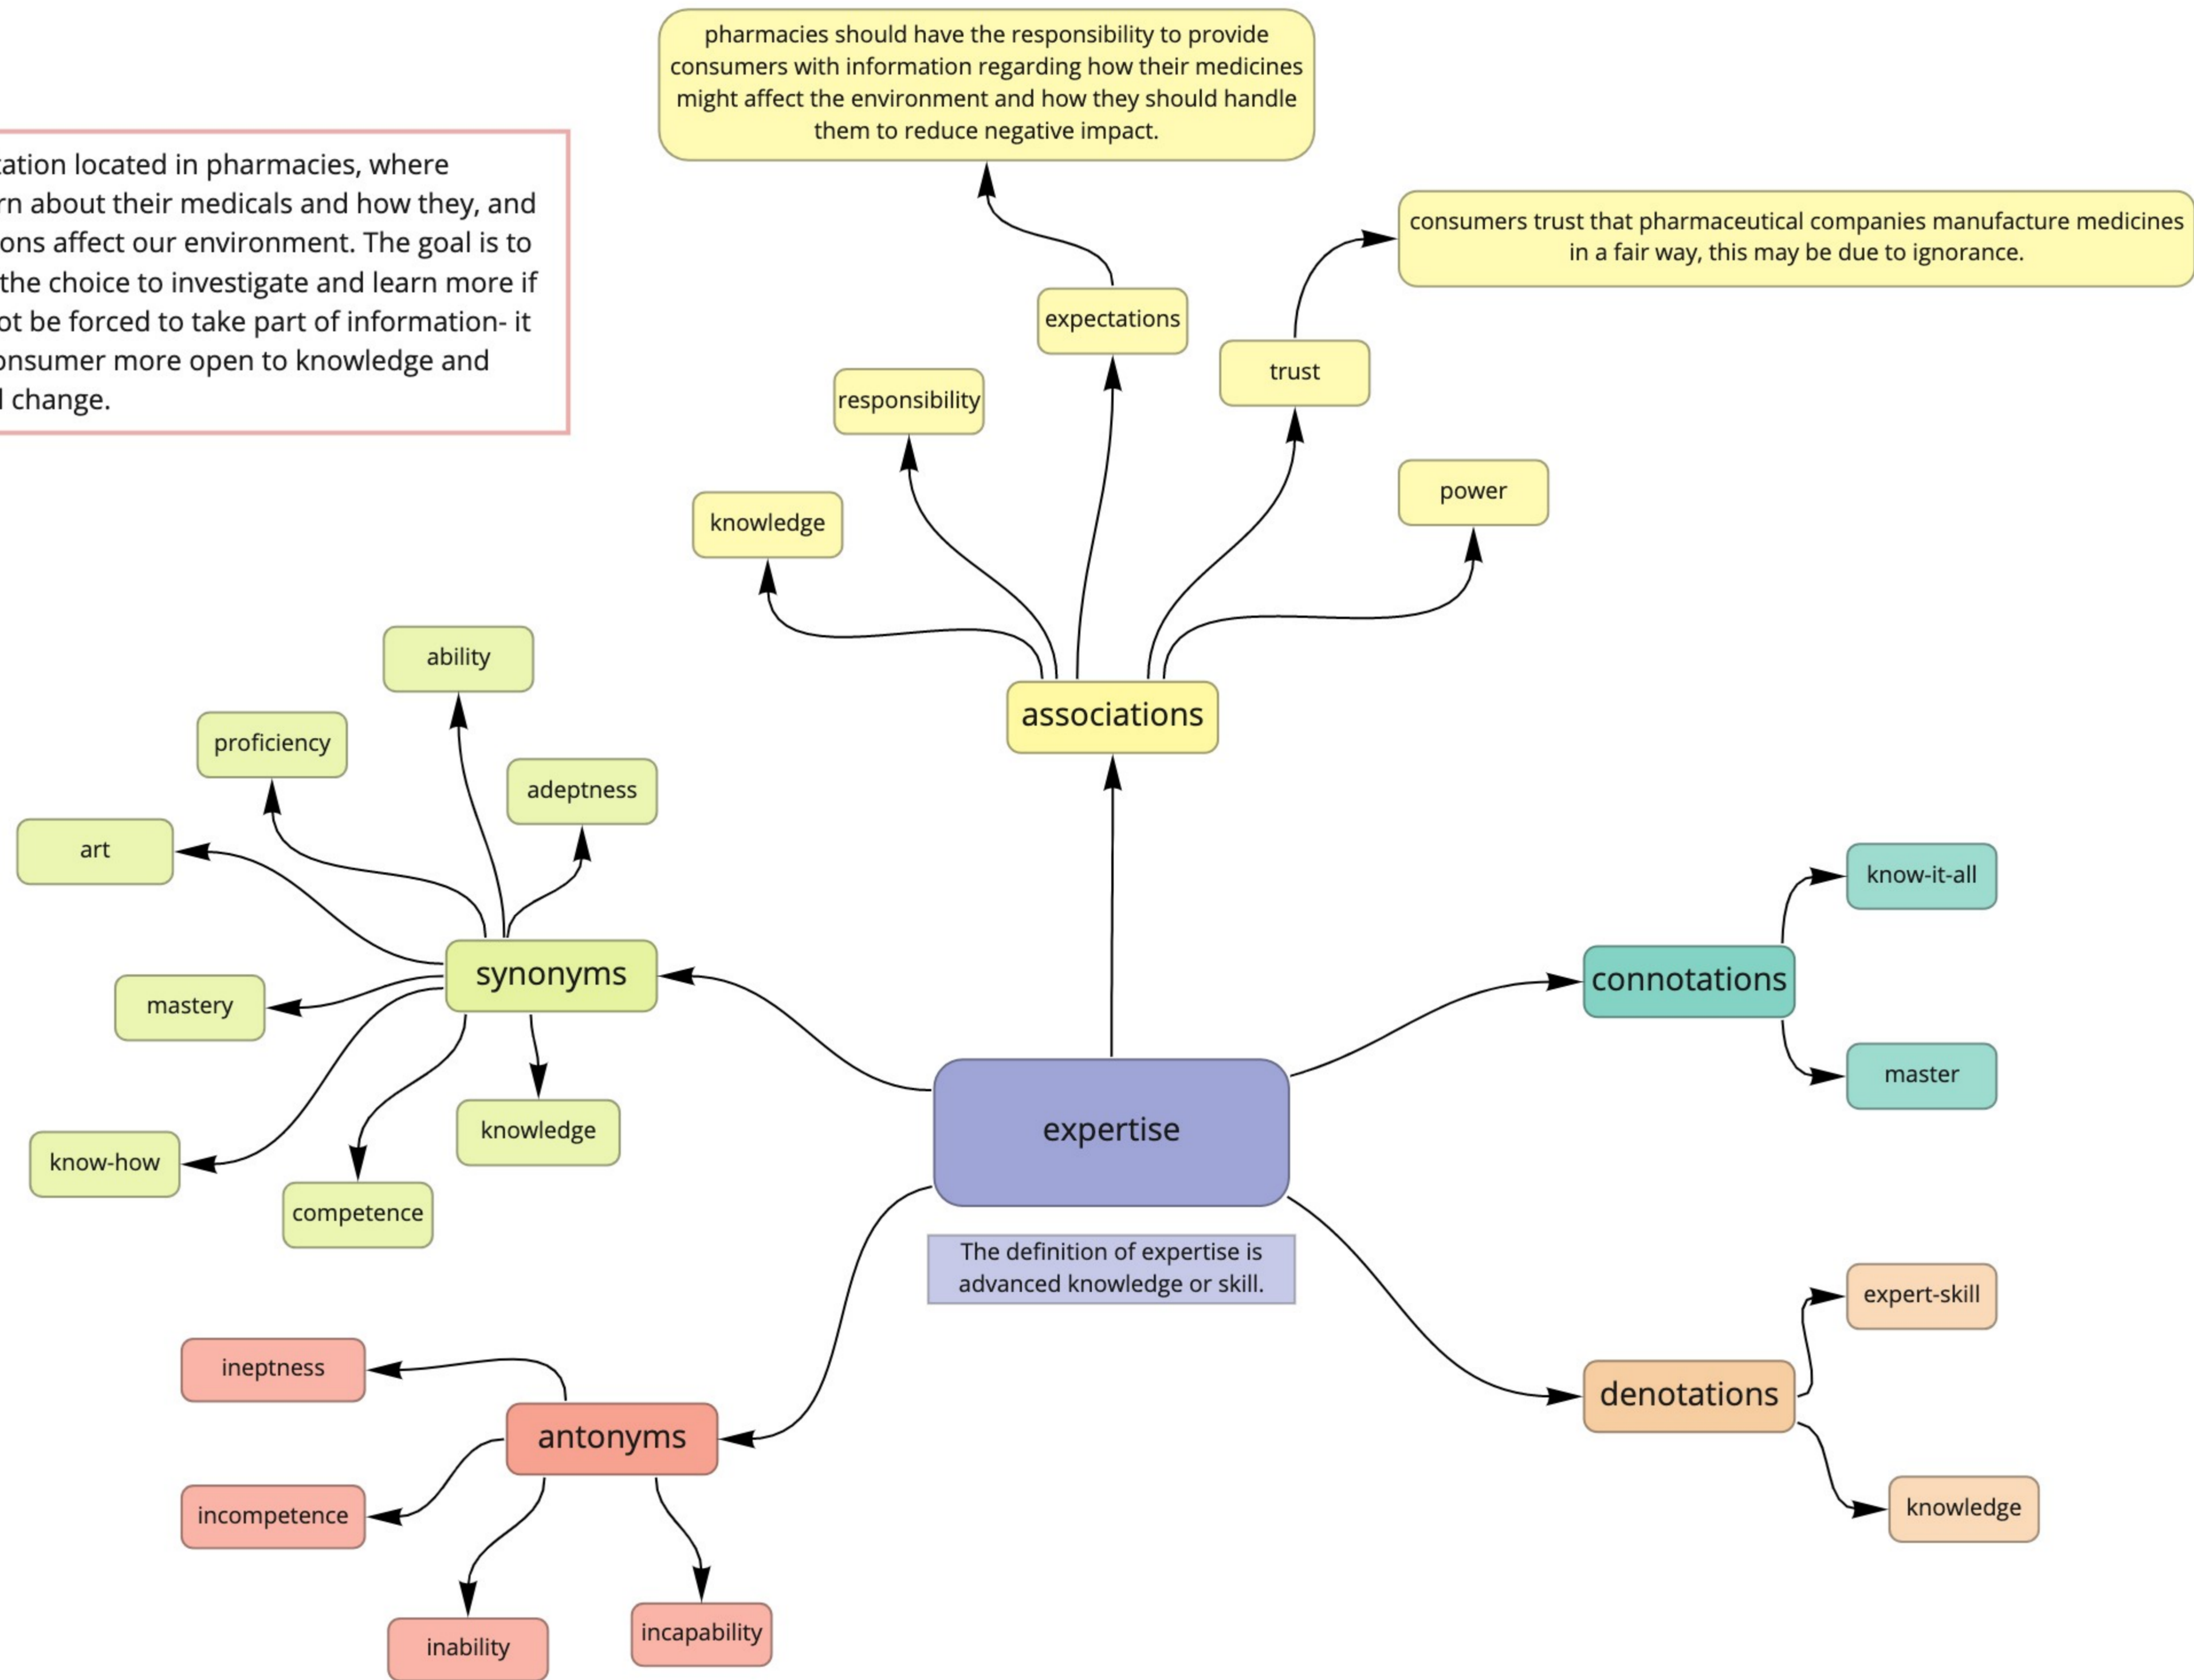 pharmacies should have the responsibility to provide
consumers with information regarding how their medicines
might affect the environment and how they should handle
them to reduce negative impact.
located in pharmacies, where
about their medicals and how they, and
affect our environment. The goal is to
the choice to investigate and learn more if
be forced to take part of information- it
more open to knowledge and
change.
consumers trust that pharmaceutical companies manufacture medicines
in a fair way, this may be due to ignorance.
expectations
trust
responsibility
power
knowledge
associations
ability
proficiency
adeptness
art
synonyms
mastery
knowledge
know-how
competence
know-it-all
connotations
master
expertise
The definition of expertise is
advanced knowledge or skill.
expert-skill
denotations
knowledge
ineptness
antonyms
incompetence
inability
incapability